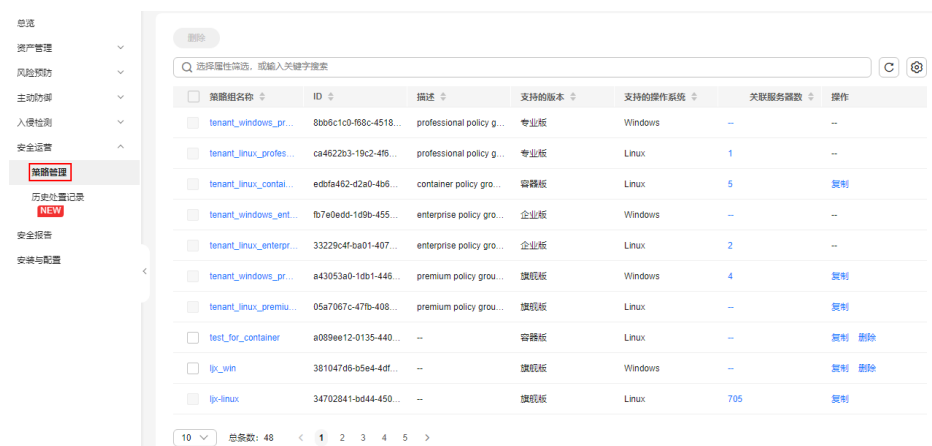 总览
资产管理
风险预防
主动防御
入侵检测
安全运营
策略管理
历史处置记录
NEW
安全报告
安装与配置
删除
选择属性筛选，或输入关键字搜索
策略组名称 ID 描述 支持的版本 支持的操作系统 关联服务器数 操作
tenant_windows_pr... 8bb6c1c0-f68c-4518... professional policy g... 专业版 Windows -- --
tenant_linux_profes... ca4622b3-19c2-4f6... professional policy g... 专业版 Linux 1 --
tenant_linux_contai... edbfa462-d2a0-4b6... container policy gro... 容器版 Linux 5 复制
tenant_windows_ent... fb7e0edd-1d9b-455... enterprise policy gro... 企业版 Windows -- --
tenant_linux_enterpr... 33229c4f-ba01-407... enterprise policy gro... 企业版 Linux 2 --
tenant_windows_pr... a43053a0-1db1-446... premium policy grou... 旗舰版 Windows 4 复制
tenant_linux_premiu... 05a7067c-47fb-408... premium policy grou... 旗舰版 Linux -- 复制
test_for_container a089ee12-0135-440... -- 容器版 Linux -- 复制 删除
ljx_win 381047d6-b5e4-4df... -- 旗舰版 Windows -- 复制 删除
ljx-linux 34702841-bd44-450... -- 旗舰版 Linux 705 复制
10 总条数: 48 < 1 2 3 4 5 >